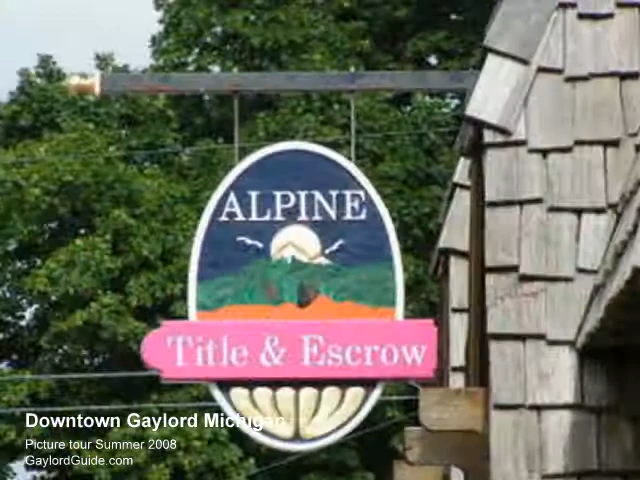 ALPINE
Title & Escrow
Downtown Gaylord Michigan
Picture tour Summer 2008
GaylordGuide.com